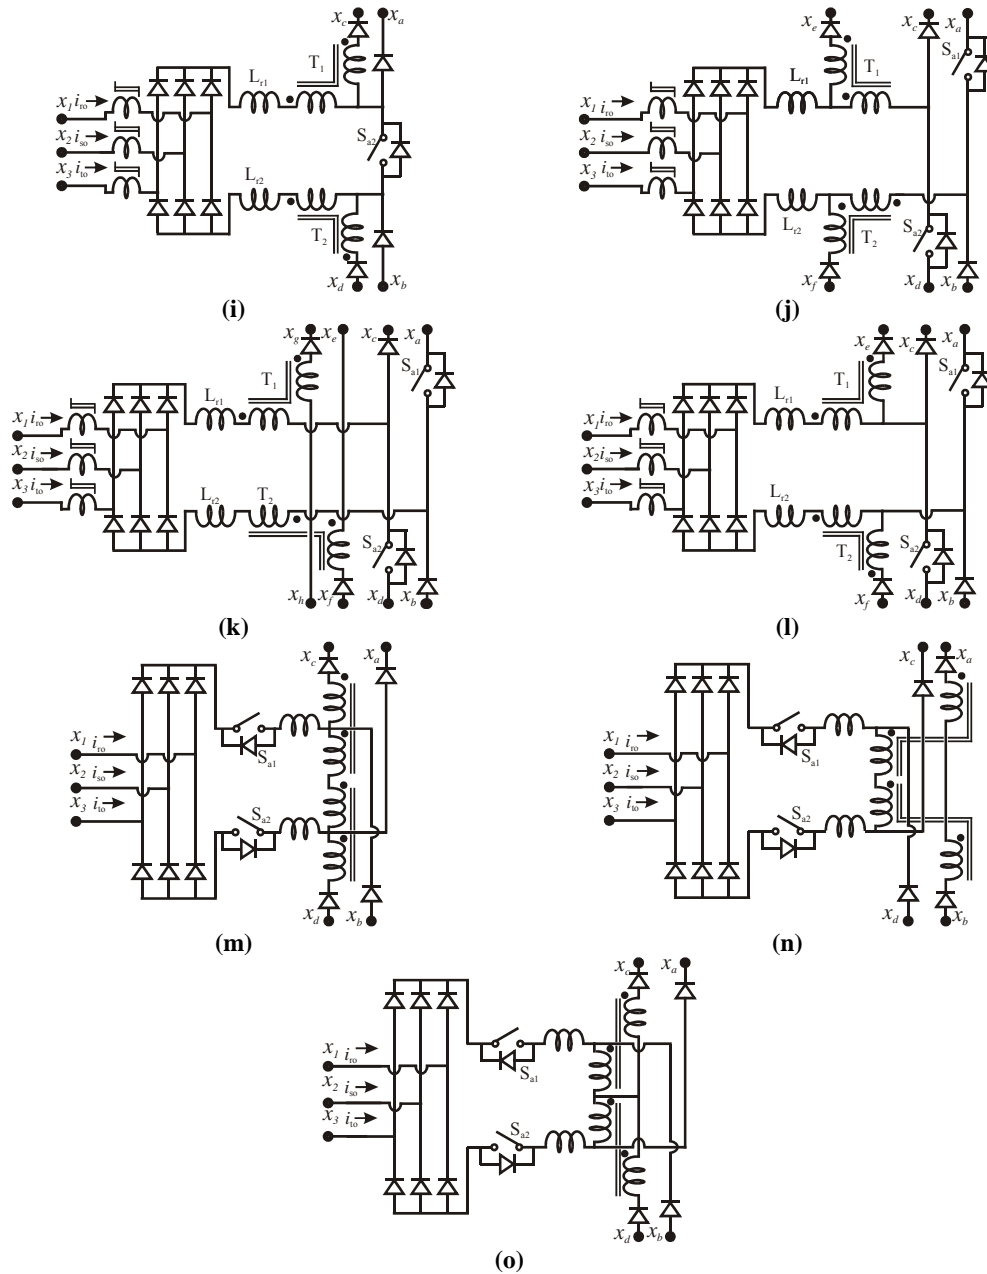 x_c x_a
L_r1 T_1
x_1 i_ro
x_2 i_so
x_3 i_to
S_a2
L_r2
T_2
x_d x_b
(i)
x_e x_c x_a
S_a1
L_r1 T_1
x_1 i_ro
x_2 i_so
x_3 i_to
L_r2 T_2 S_a2
x_f x_d x_b
(j)
x_g x_e x_c x_a
S_a1
L_r1 T_1
x_1 i_ro
x_2 i_so
x_3 i_to
L_r2 T_2
S_a2
x_h x_f x_d x_b
(k)
x_e x_c x_a
S_a1
L_r1 T_1
x_1 i_ro
x_2 i_so
x_3 i_to
L_r2
T_2 S_a2
x_f x_d x_b
(l)
x_c x_a
x_1 i_ro
S_a1
x_2 i_so
x_3 i_to
S_a2
x_d x_b
(m)
x_c x_a
x_1 i_ro
S_a1
x_2 i_so
x_3 i_to
S_a2
x_d x_b
(n)
x_c x_a
x_1 i_ro
S_a1
x_2 i_so
x_3 i_to
S_a2
x_d x_b
(o)